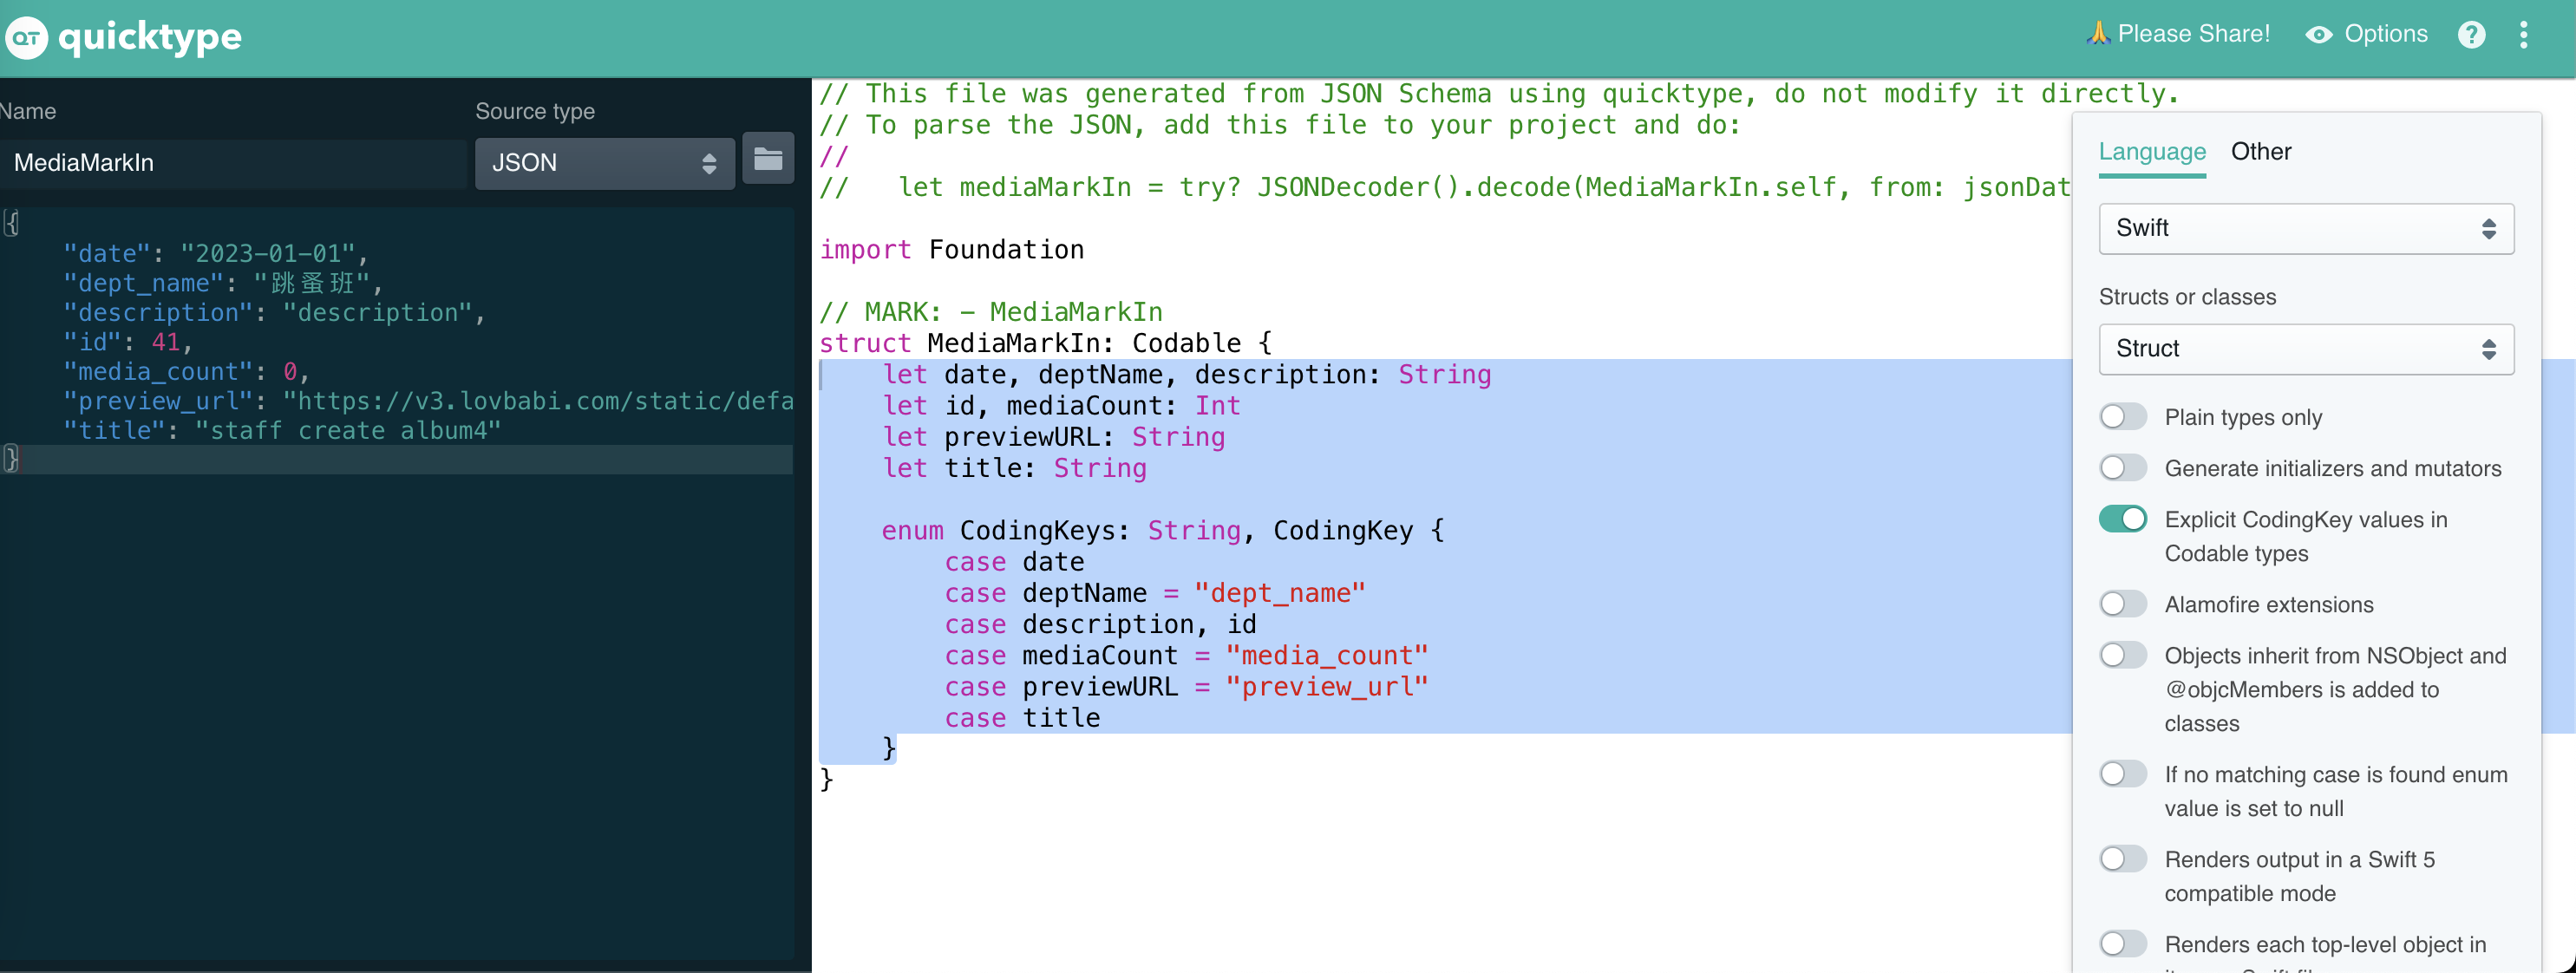 QT quicktype
🙏 Please Share!
Options
?
Name
Source type
MediaMarkIn
JSON
{
"date": "2023-01-01",
"dept_name": "跳蚤班",
"description": "description",
"id": 41,
"media_count": 0,
"preview_url": "https://v3.lovbabi.com/static/defa
"title": "staff create album4"
}
// This file was generated from JSON Schema using quicktype, do not modify it directly.
// To parse the JSON, add this file to your project and do:
//
//   let mediaMarkIn = try? JSONDecoder().decode(MediaMarkIn.self, from: jsonDat
import Foundation
// MARK: - MediaMarkIn
struct MediaMarkIn: Codable {
let date, deptName, description: String
let id, mediaCount: Int
let previewURL: String
let title: String
enum CodingKeys: String, CodingKey {
case date
case deptName = "dept_name"
case description, id
case mediaCount = "media_count"
case previewURL = "preview_url"
case title
}
}
Language Other
Swift
Structs or classes
Struct
Plain types only
Generate initializers and mutators
Explicit CodingKey values in
Codable types
Alamofire extensions
Objects inherit from NSObject and
@objcMembers is added to
classes
If no matching case is found enum
value is set to null
Renders output in a Swift 5
compatible mode
Renders each top-level object in